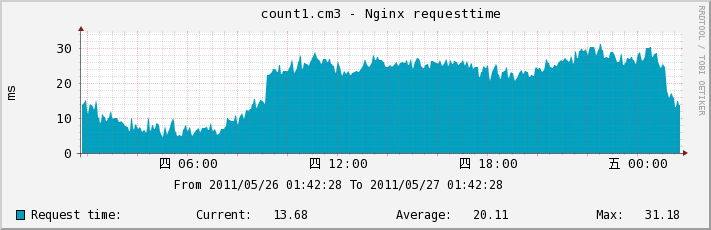 count1.cm3 - Nginx requesttime
RRDTOOL / TOBI OETIKER
ms
30
20
10
0
四 06:00 四 12:00 四 18:00 五 00:00
From 2011/05/26 01:42:28 To 2011/05/27 01:42:28
Request time: Current: 13.68 Average: 20.11 Max: 31.18